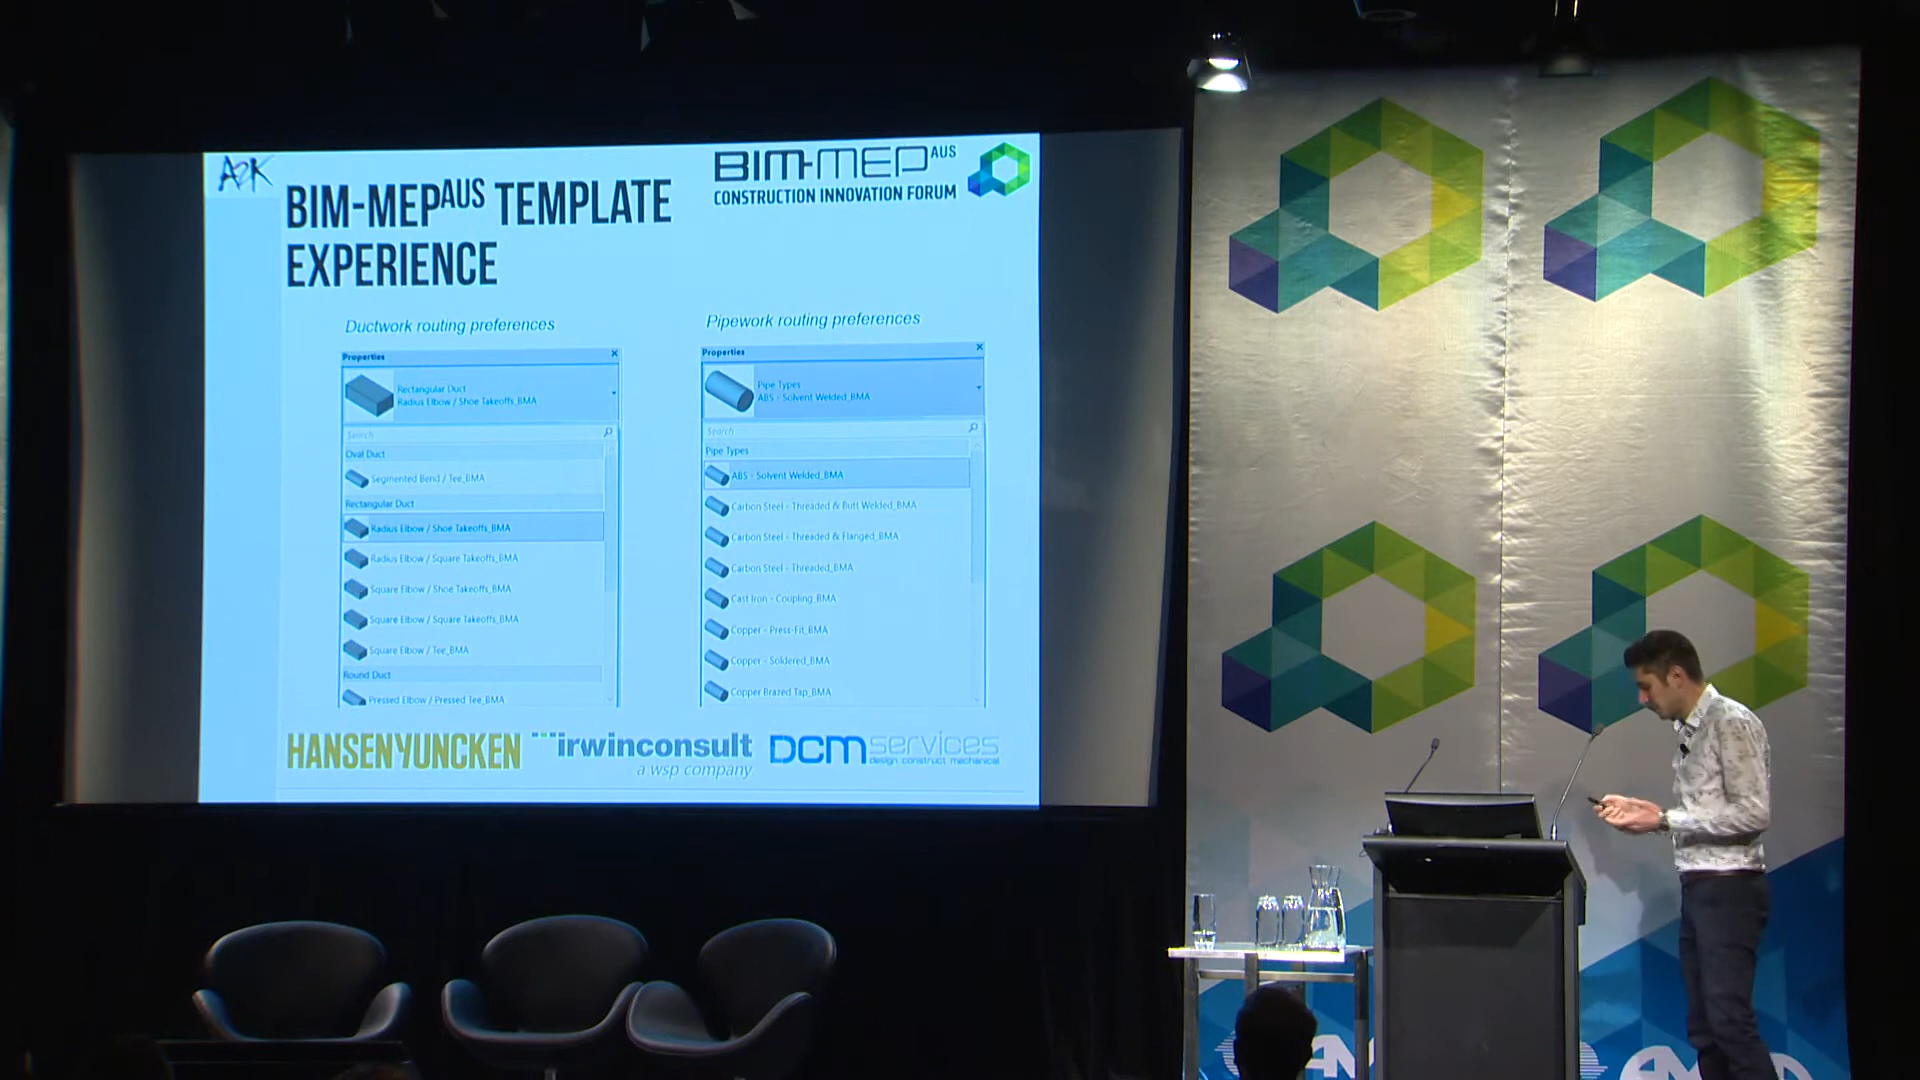 A2K
BIM-MEPAUS TEMPLATE
EXPERIENCE
BIM-MEPAUS
CONSTRUCTION INNOVATION FORUM
Ductwork routing preferences
Properties
Rectangular Duct
Radius Elbow / Shoe Takeoffs_BMA
Search
Oval Duct
Segmented Bend / Tee_BMA
Rectangular Duct
Radius Elbow / Shoe Takeoffs_BMA
Radius Elbow / Square Takeoffs_BMA
Square Elbow / Shoe Takeoffs_BMA
Square Elbow / Square Takeoffs_BMA
Square Elbow / Tee_BMA
Round Duct
Pressed Elbow / Pressed Tee_BMA
Pipework routing preferences
Properties
Pipe Types
ABS - Solvent Welded_BMA
Search
Pipe Types
ABS - Solvent Welded_BMA
Carbon Steel - Threaded & Butt Welded_BMA
Carbon Steel - Threaded & Flanged_BMA
Carbon Steel - Threaded_BMA
Cast Iron - Coupling_BMA
Copper - Press-Fit_BMA
Copper - Soldered_BMA
Copper Brazed Tap_BMA
HANSENYUNCKEN
irwinconsult
a wsp company
DCM services
design construct mechanical